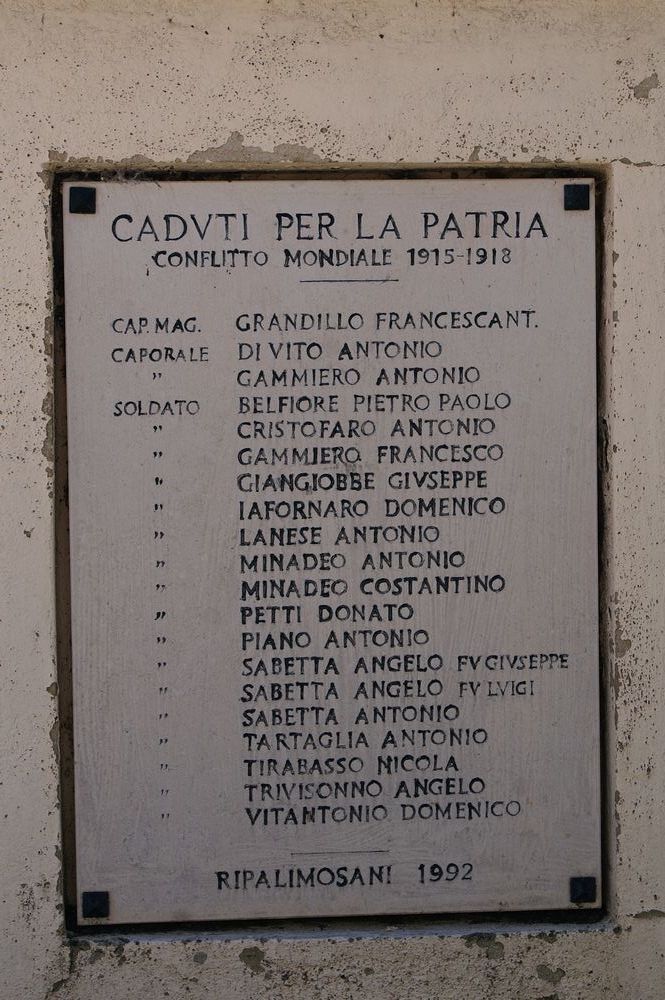 CADVTI PER LA PATRIA
CONFLITTO MONDIALE 1915-1918
CAP. MAG. GRANDILLO FRANCESCANT.
CAPORALE DI VITO ANTONIO
" GAMMIERO ANTONIO
SOLDATO BELFIORE PIETRO PAOLO
" CRISTOFARO ANTONIO
" GAMMIERO FRANCESCO
" GIANGIOBBE GIVSEPPE
" IAFORNARO DOMENICO
" LANESE ANTONIO
" MINADEO ANTONIO
" MINADEO COSTANTINO
" PETTI DONATO
" PIANO ANTONIO
" SABETTA ANGELO FV GIVSEPPE
" SABETTA ANGELO FV LVIGI
" SABETTA ANTONIO
" TARTAGLIA ANTONIO
" TIRABASSO NICOLA
" TRIVISONNO ANGELO
" VITANTONIO DOMENICO
RIPALIMOSANI 1992